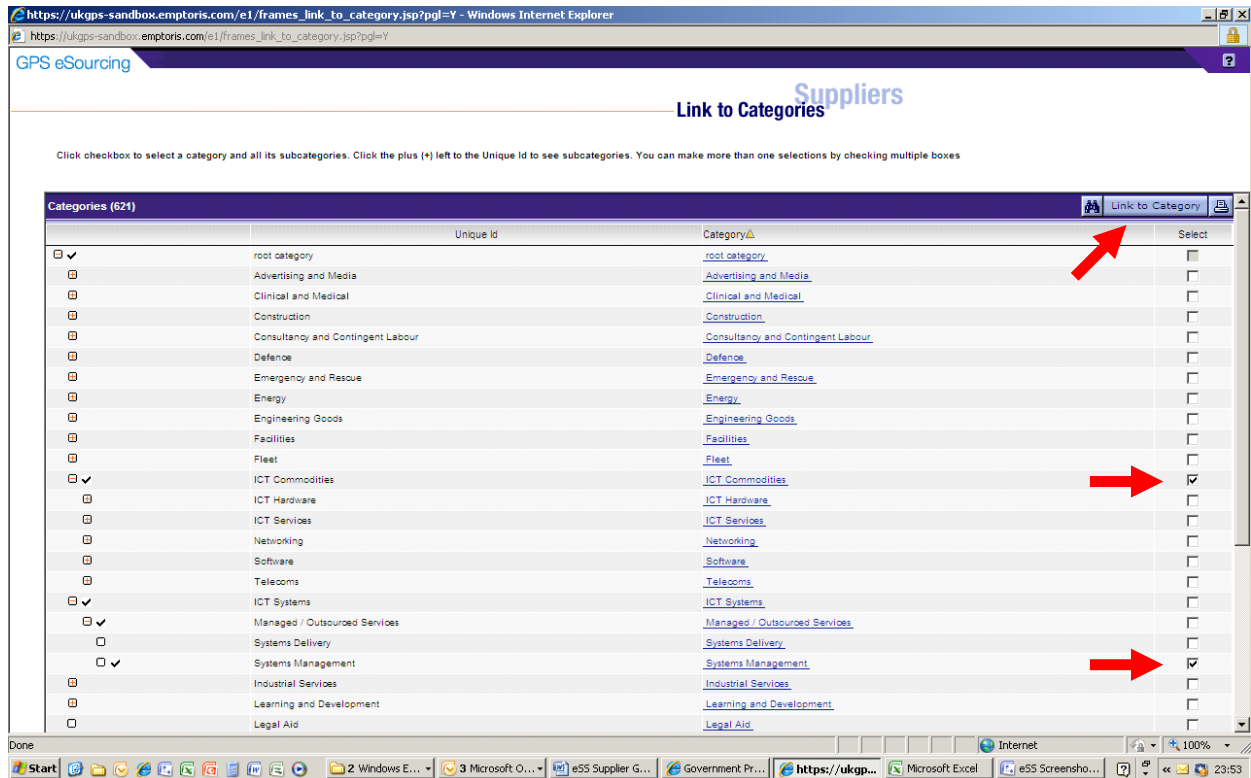 https://ukgps-sandbox.emptoris.com/e1/frames_link_to_category.jsp?pgl=Y - Windows Internet Explorer
https://ukgps-sandbox.emptoris.com/e1/frames_link_to_category.jsp?pgl=Y
GPS eSourcing
Suppliers
Link to Categories
Click checkbox to select a category and all its subcategories. Click the plus (+) left to the Unique Id to see subcategories. You can make more than one selections by checking multiple boxes
Categories (621) Link to Category
Unique Id Category Select
root category root category
Advertising and Media Advertising and Media
Clinical and Medical Clinical and Medical
Construction Construction
Consultancy and Contingent Labour Consultancy and Contingent Labour
Defence Defence
Emergency and Rescue Emergency and Rescue
Energy Energy
Engineering Goods Engineering Goods
Facilities Facilities
Fleet Fleet
ICT Commodities ICT Commodities
ICT Hardware ICT Hardware
ICT Services ICT Services
Networking Networking
Software Software
Telecoms Telecoms
ICT Systems ICT Systems
Managed / Outsourced Services Managed / Outsourced Services
Systems Delivery Systems Delivery
Systems Management Systems Management
Industrial Services Industrial Services
Learning and Development Learning and Development
Legal Aid Legal Aid
Done Internet 100%
Start 2 Windows E... 3 Microsoft O... eSS Supplier G... Government Pr... https://ukgp... Microsoft Excel eSS Screensho... 23:53